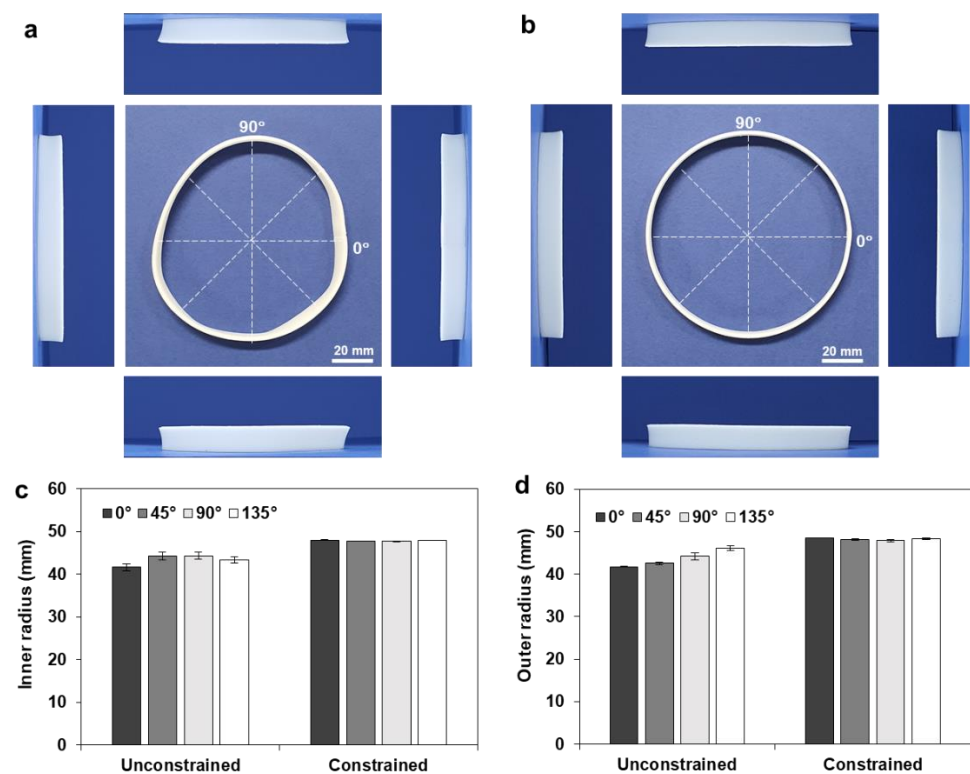 a
90°
0°
20 mm
b
90°
0°
20 mm
c
60
50
40
30
20
10
0
Inner radius (mm)
0° 45° 90° 135°
Unconstrained Constrained
d
60
50
40
30
20
10
0
Outer radius (mm)
0° 45° 90° 135°
Unconstrained Constrained